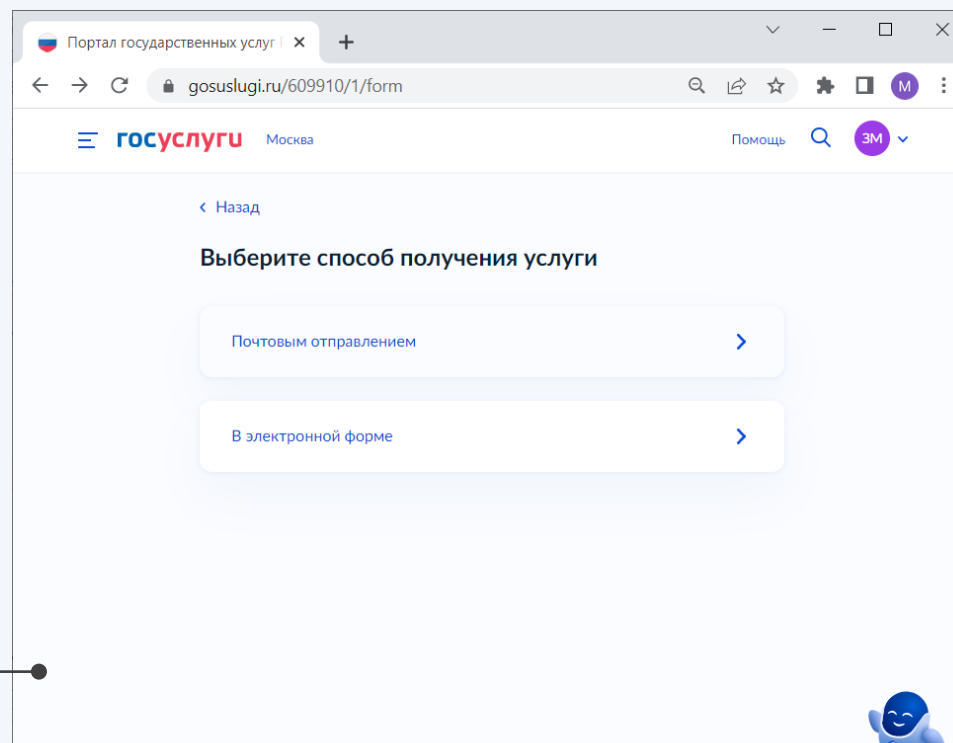 Портал государственных услуг
gosuslugi.ru/609910/1/form
М
госуслуги Москва Помощь ЗМ
Назад
Выберите способ получения услуги
Почтовым отправлением
В электронной форме